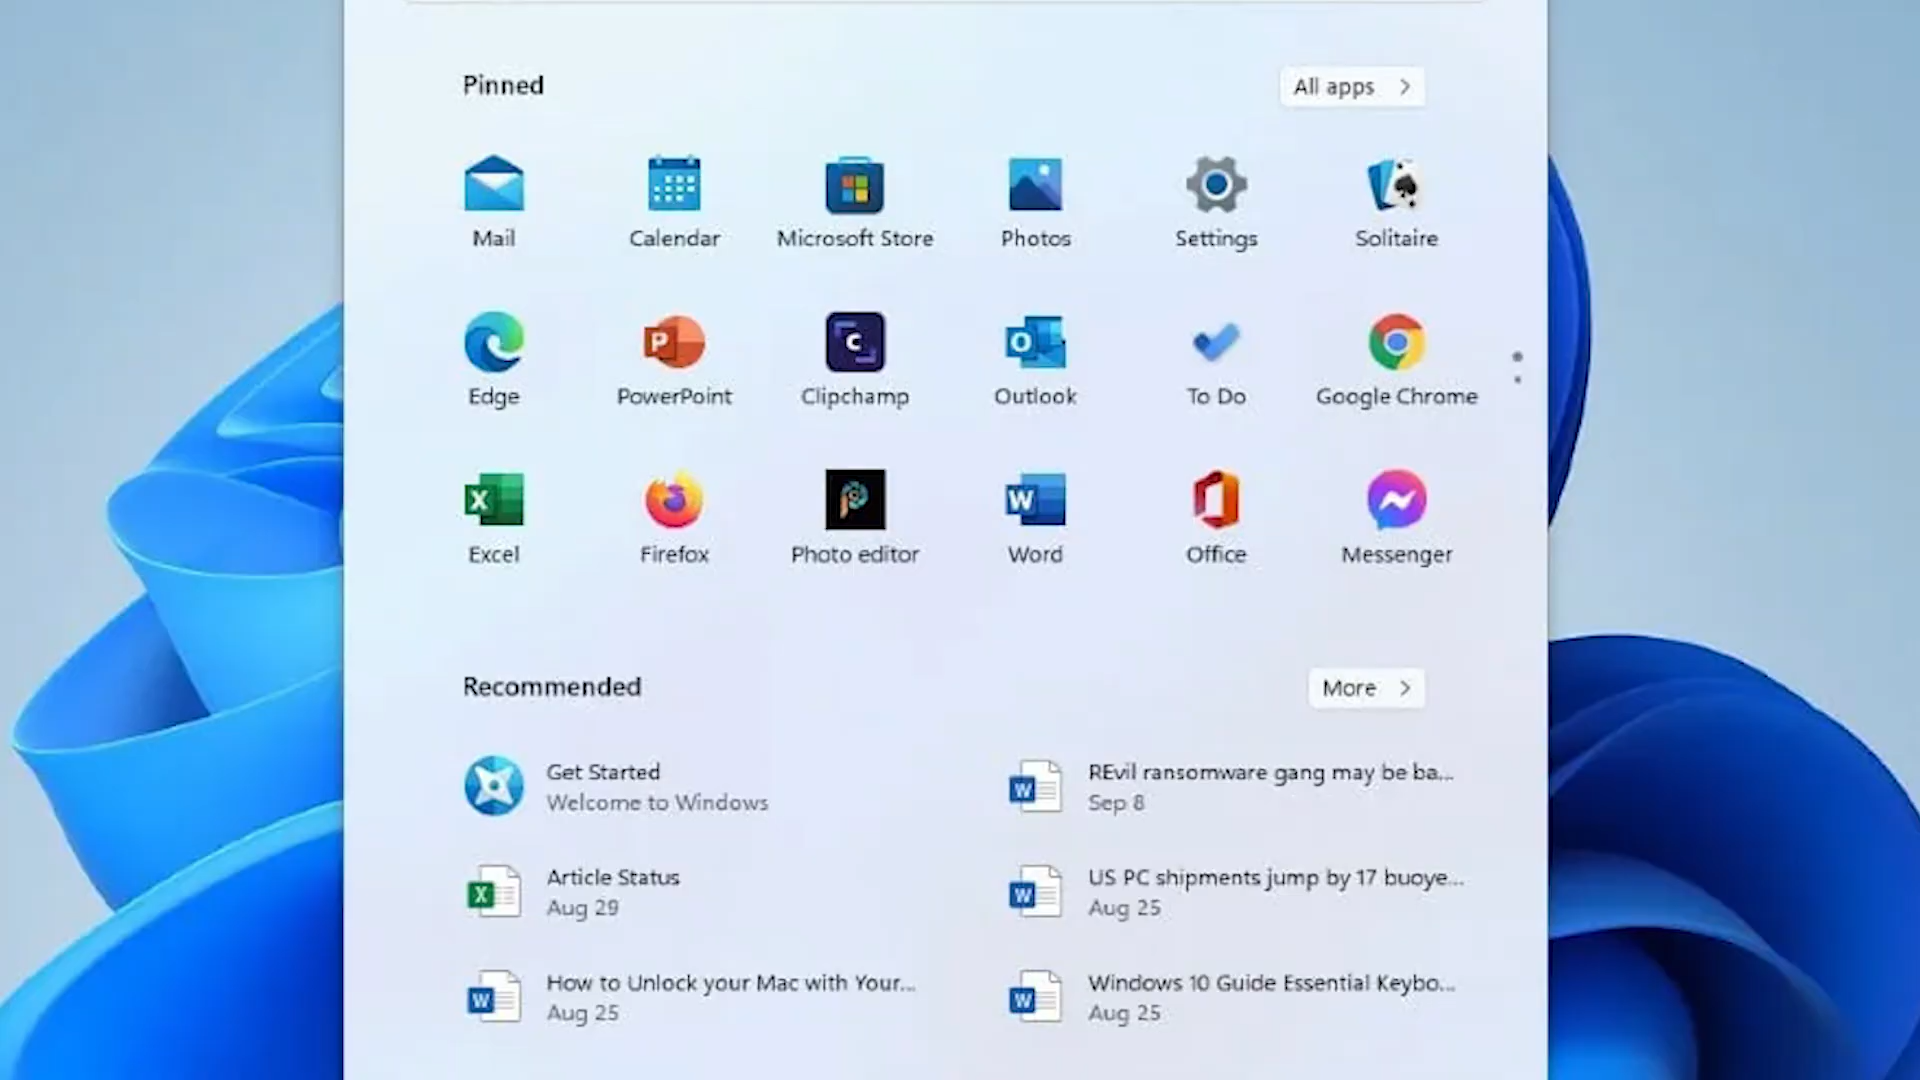 Pinned
All apps
Mail
Calendar
Microsoft Store
Photos
Settings
Solitaire
Edge
PowerPoint
Clipchamp
Outlook
To Do
Google Chrome
Excel
Firefox
Photo editor
Word
Office
Messenger
Recommended
More
Get Started
Welcome to Windows
REvil ransomware gang may be ba...
Sep 8
Article Status
Aug 29
US PC shipments jump by 17 buoye...
Aug 25
How to Unlock your Mac with Your...
Aug 25
Windows 10 Guide Essential Keybo...
Aug 25